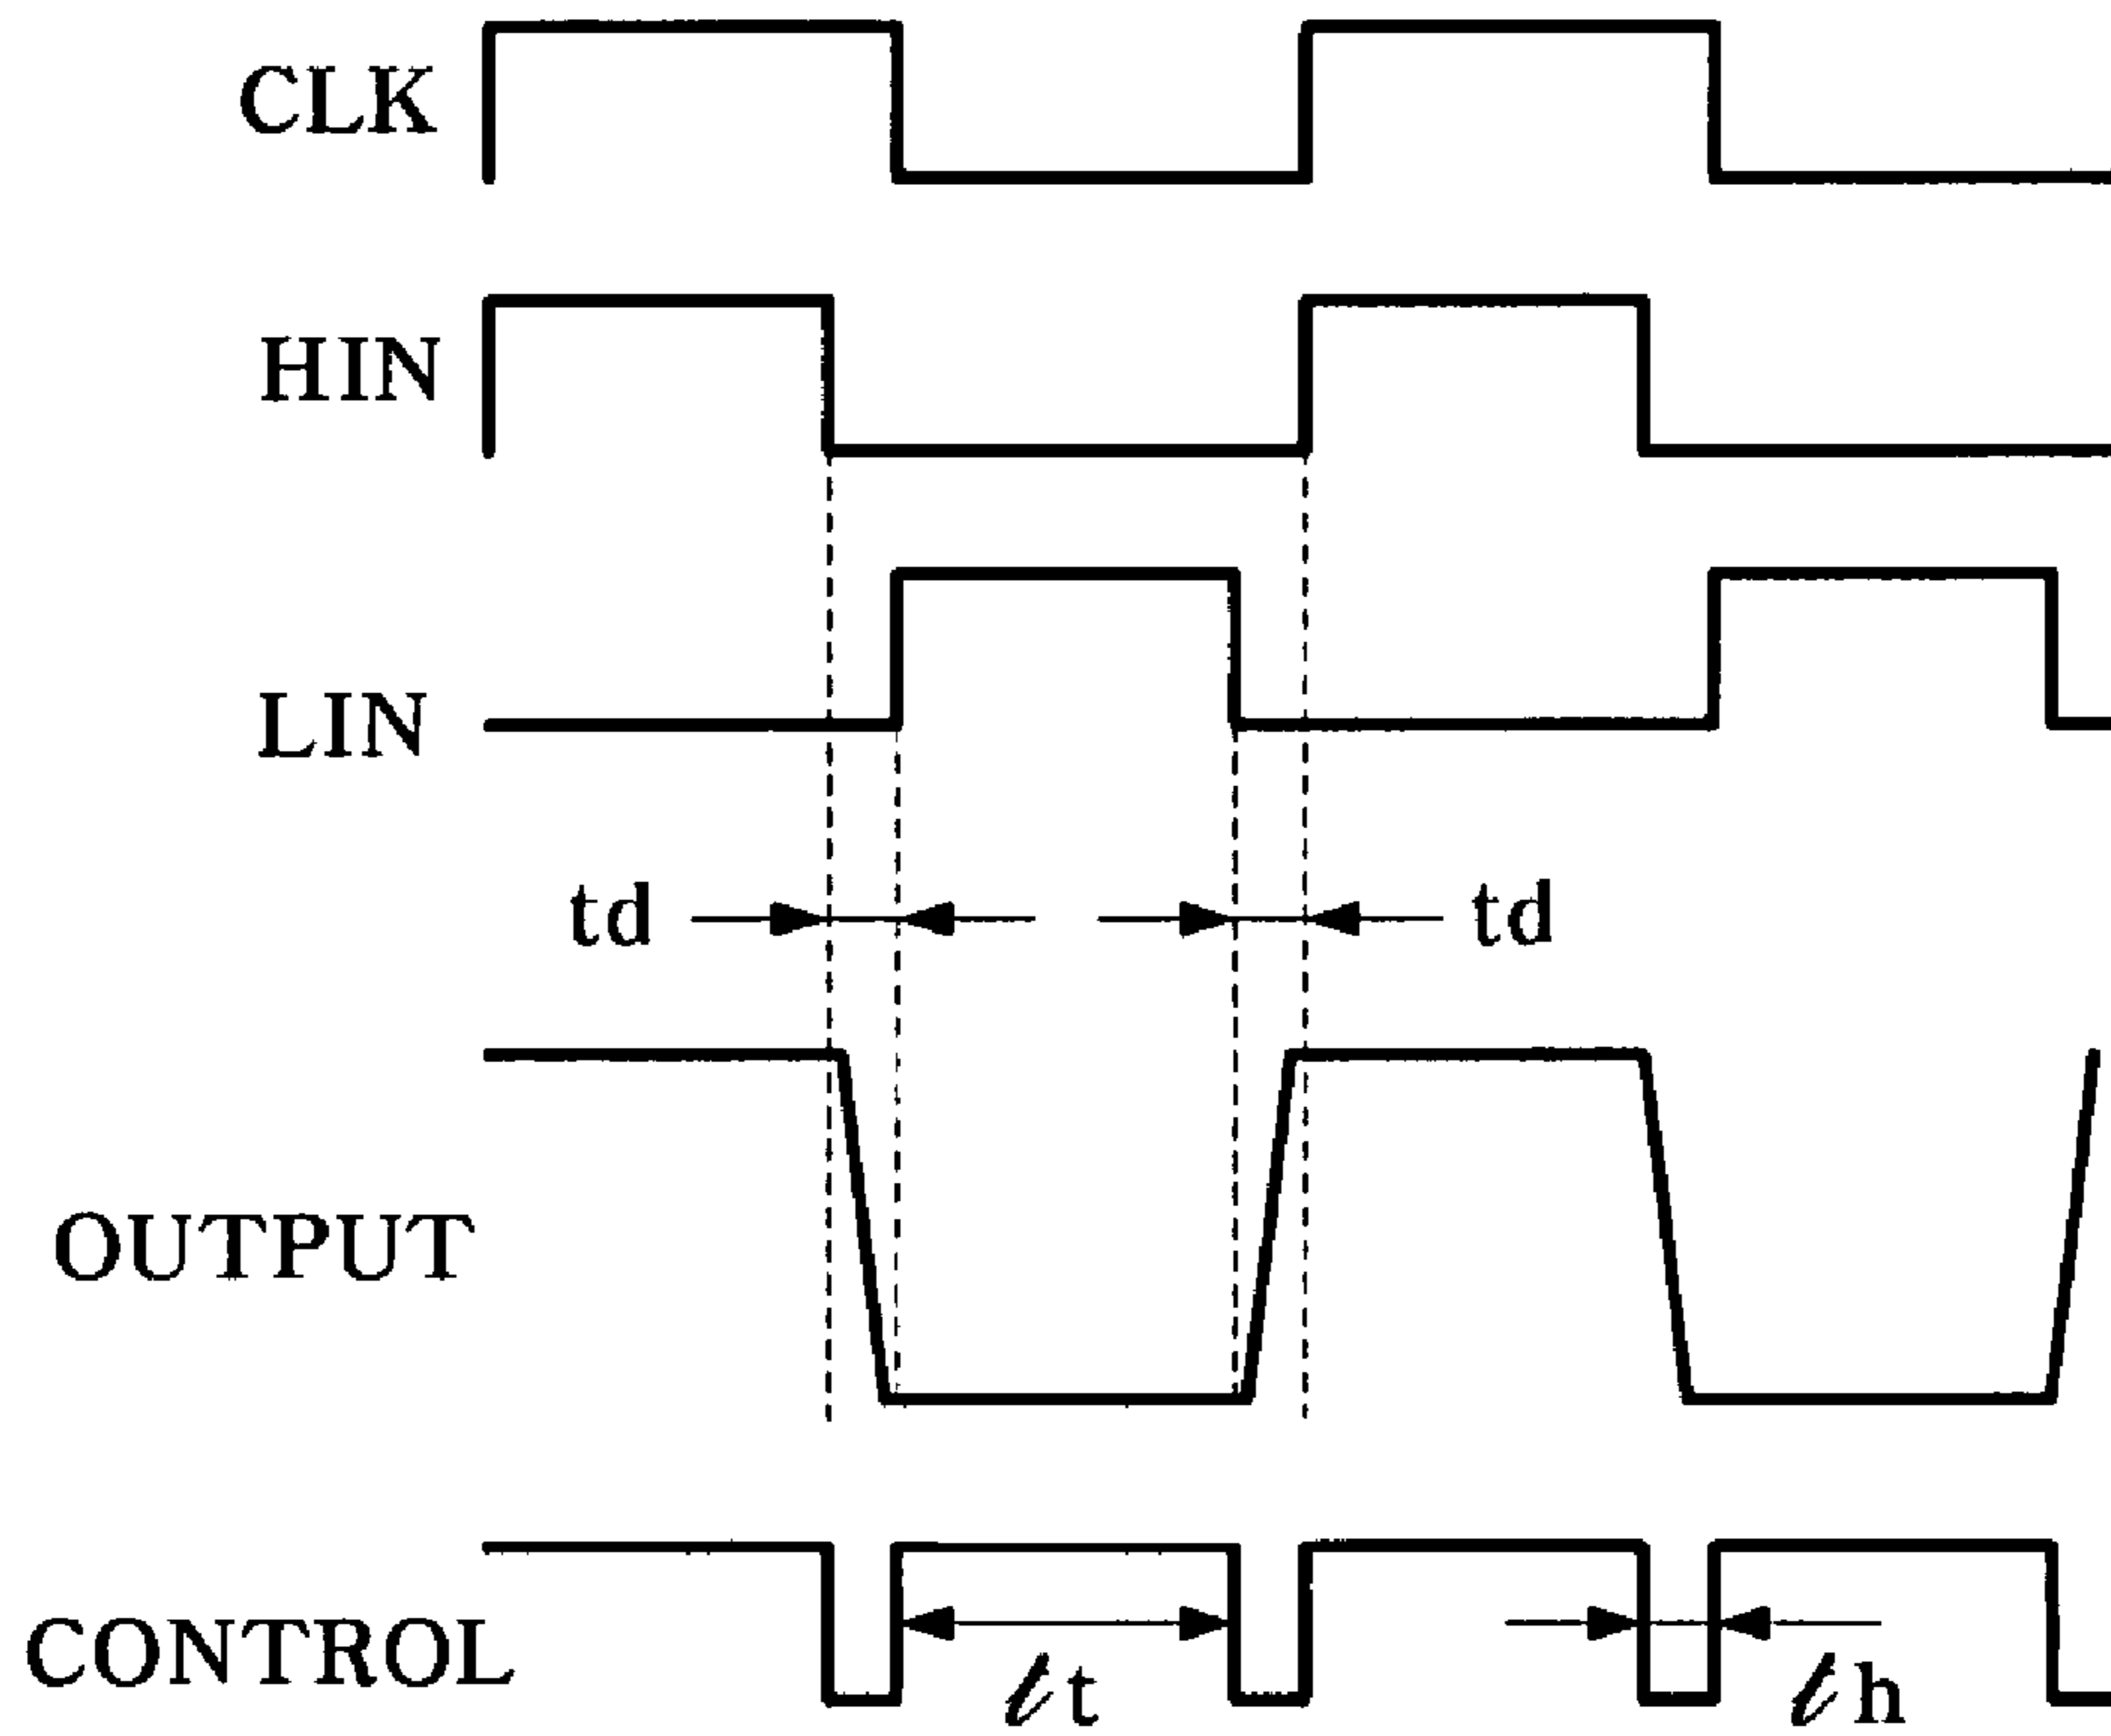 CLK
HIN
LIN
td td
OUTPUT
CONTROL
ℓt ℓh